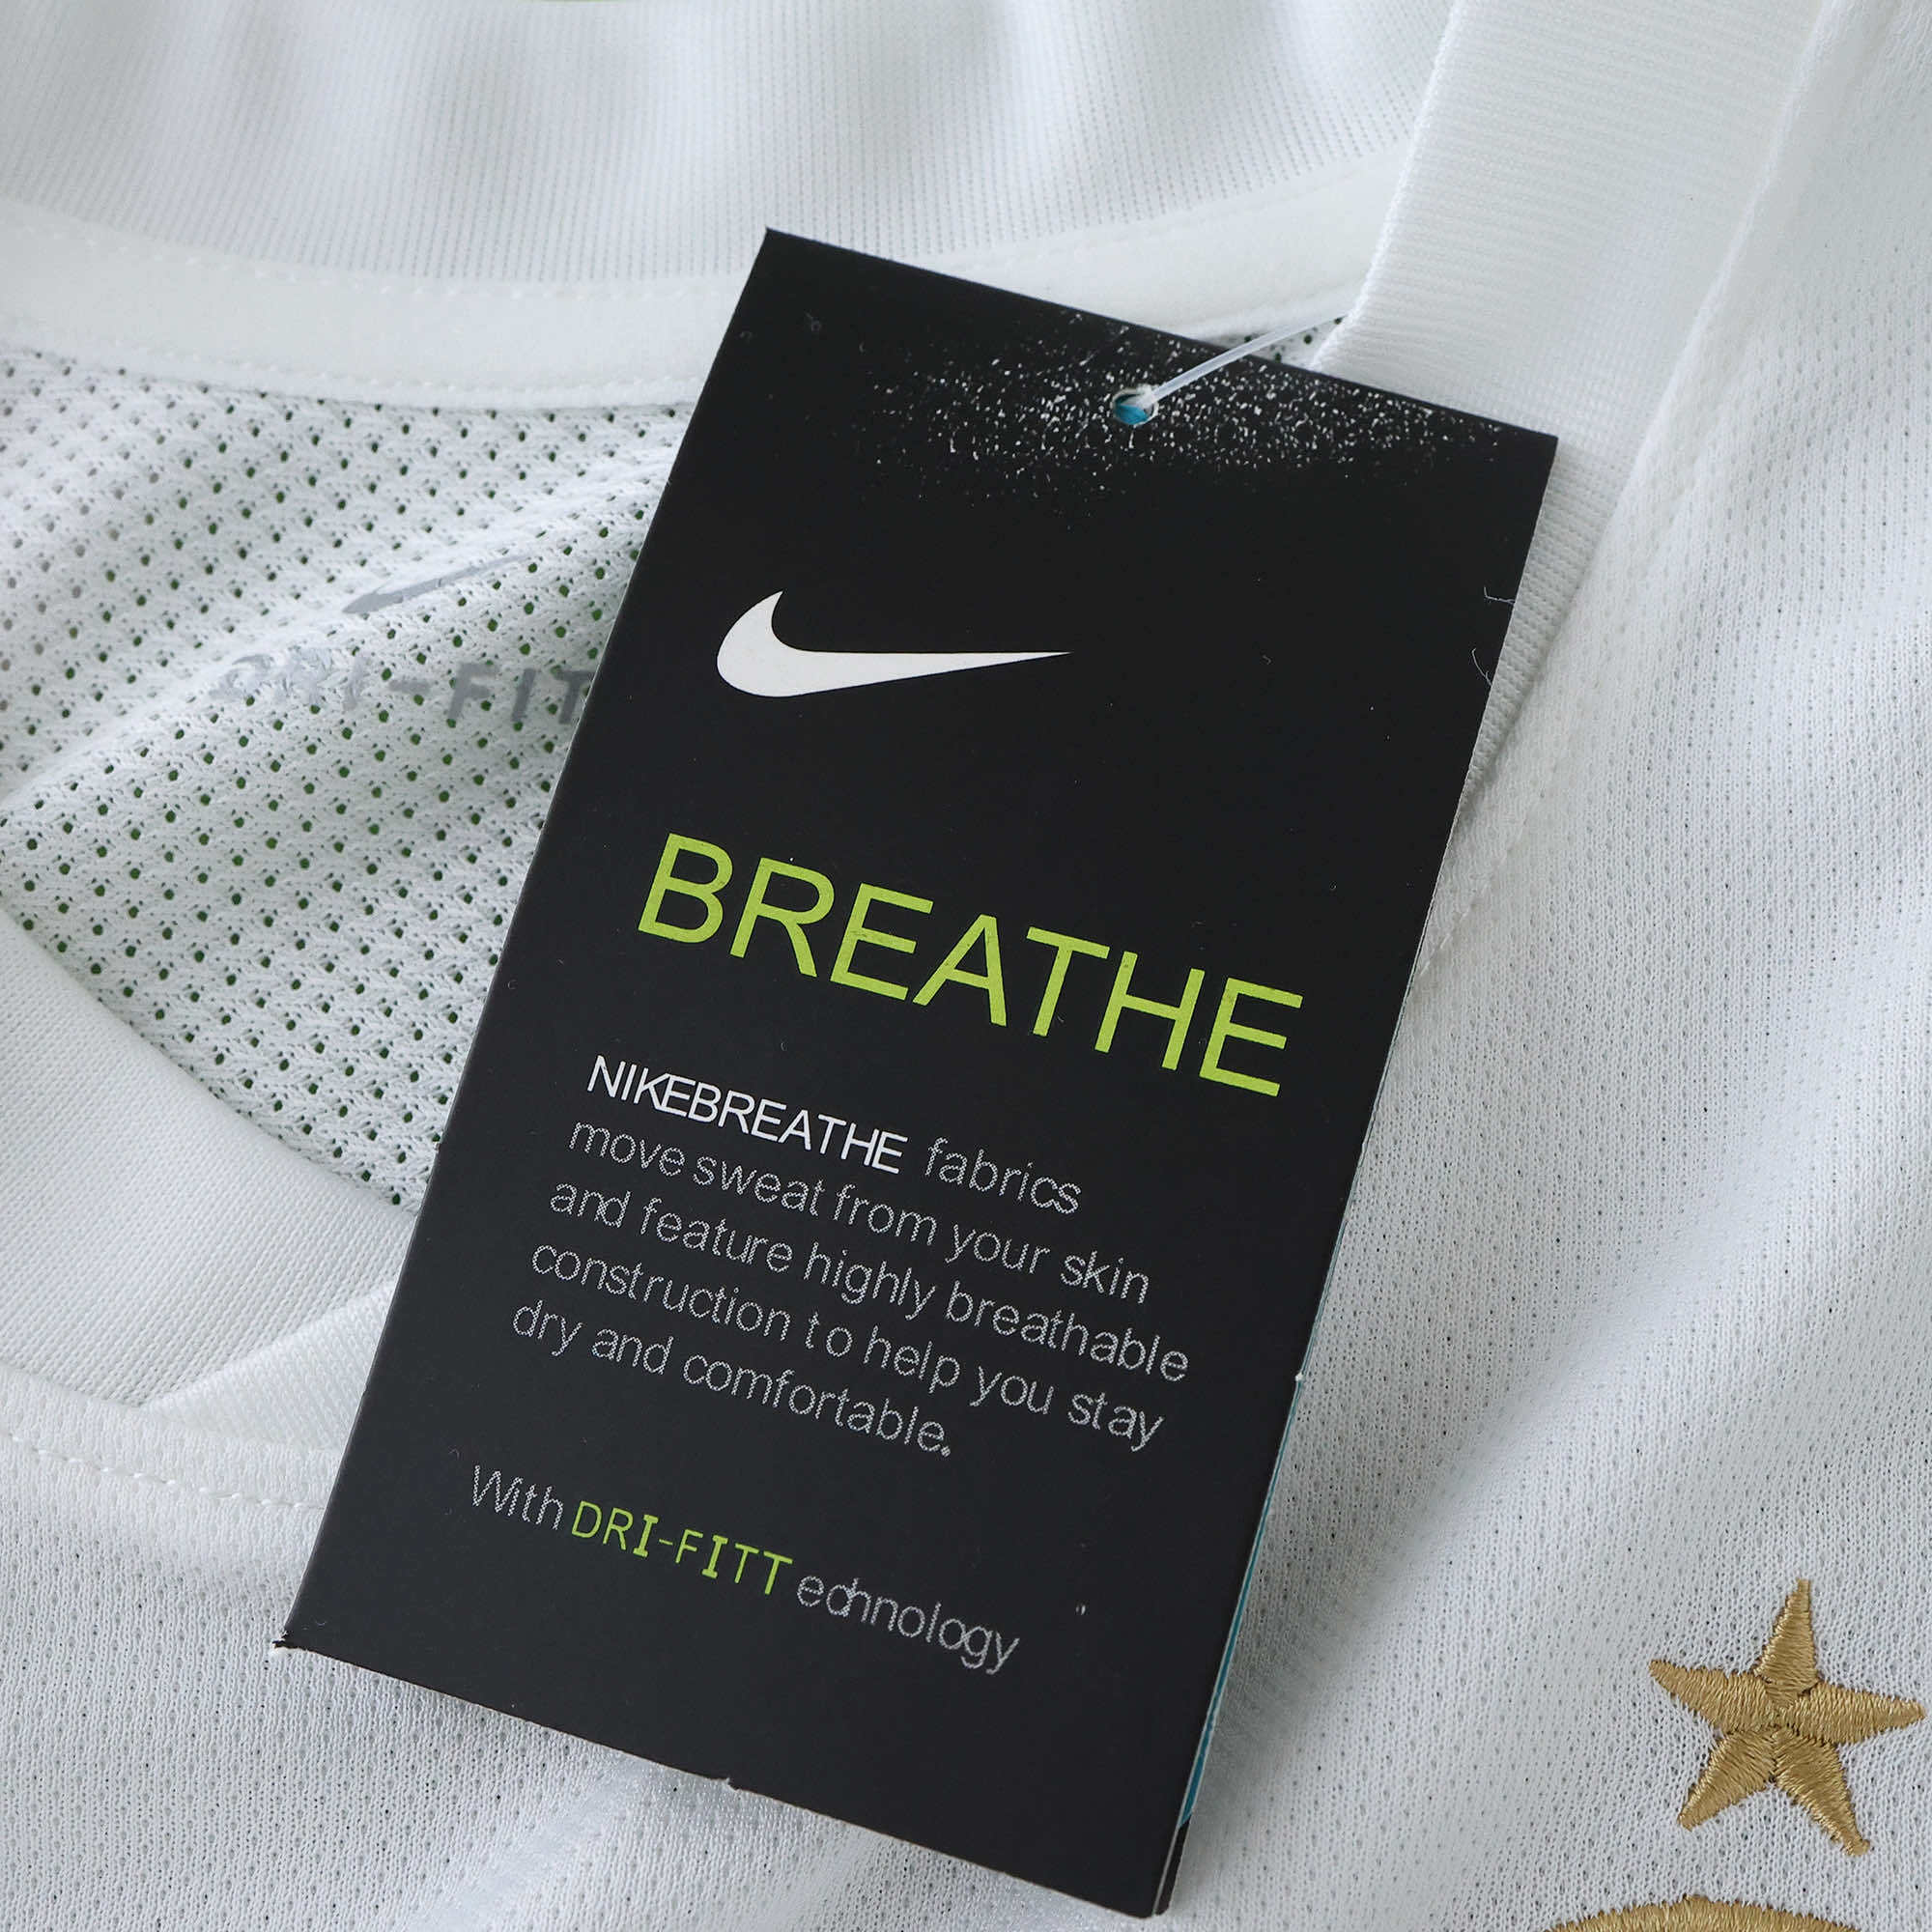 DRI-FIT
BREATHE
NIKEBREATHE fabrics
move sweat from your skin
and feature highly breathable
construction to help you stay
dry and comfortable.
With DRI-FITT echnology